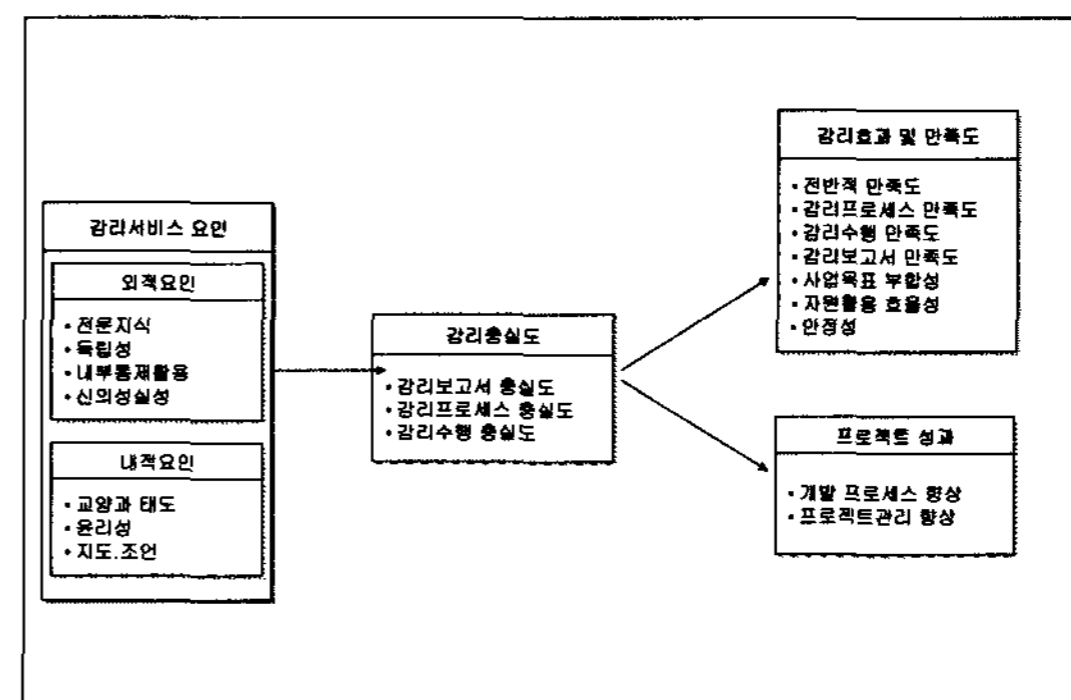 감리서비스 요인
외적요인
• 전문지식
• 독립성
• 내부통제활용
• 신의성실성
내적요인
• 교양과 태도
• 윤리성
• 지도.조언
감리충실도
• 감리보고서 충실도
• 감리프로세스 충실도
• 감리수행 충실도
감리효과 및 만족도
• 전반적 만족도
• 감리프로세스 만족도
• 감리수행 만족도
• 감리보고서 만족도
• 사업목표 부합성
• 자원활용 효율성
• 안정성
프로젝트 성과
• 개발 프로세스 향상
• 프로젝트관리 향상